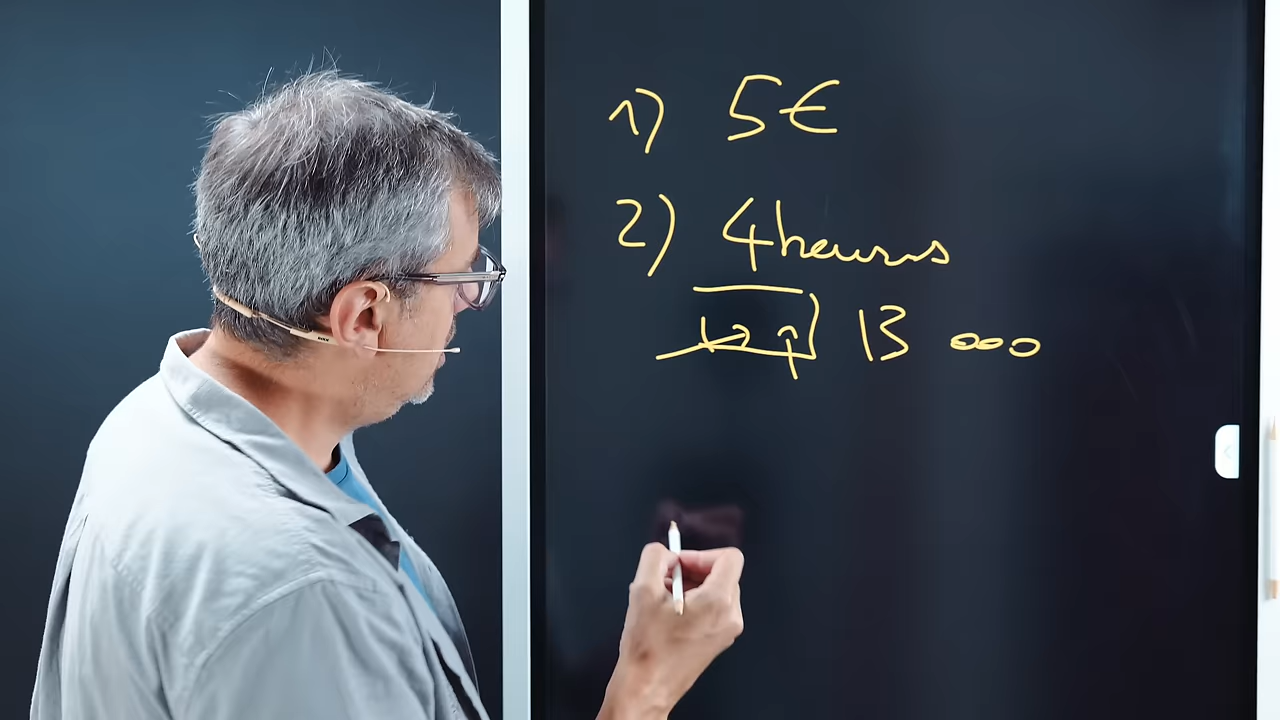 1) 5€
2) 4 heures
13 000